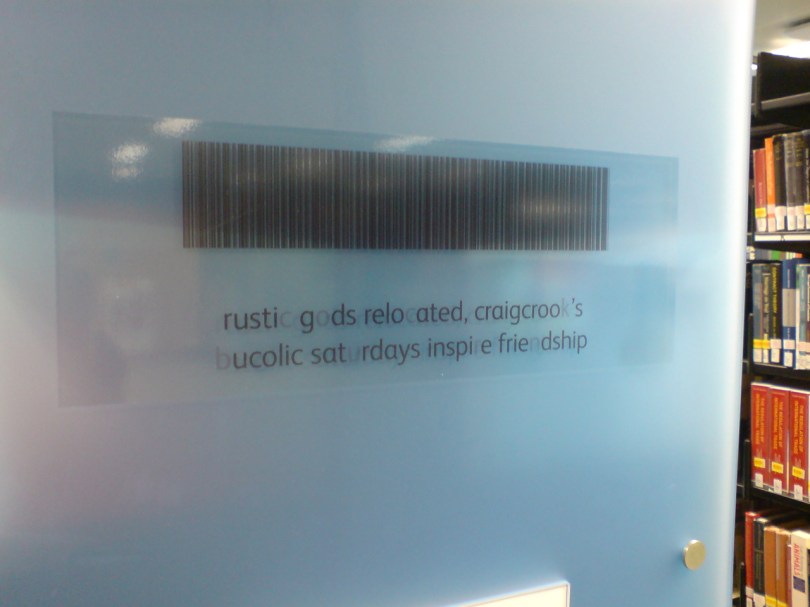 rustic gods relocated, craigcrook's
bucolic saturdays inspire friendship